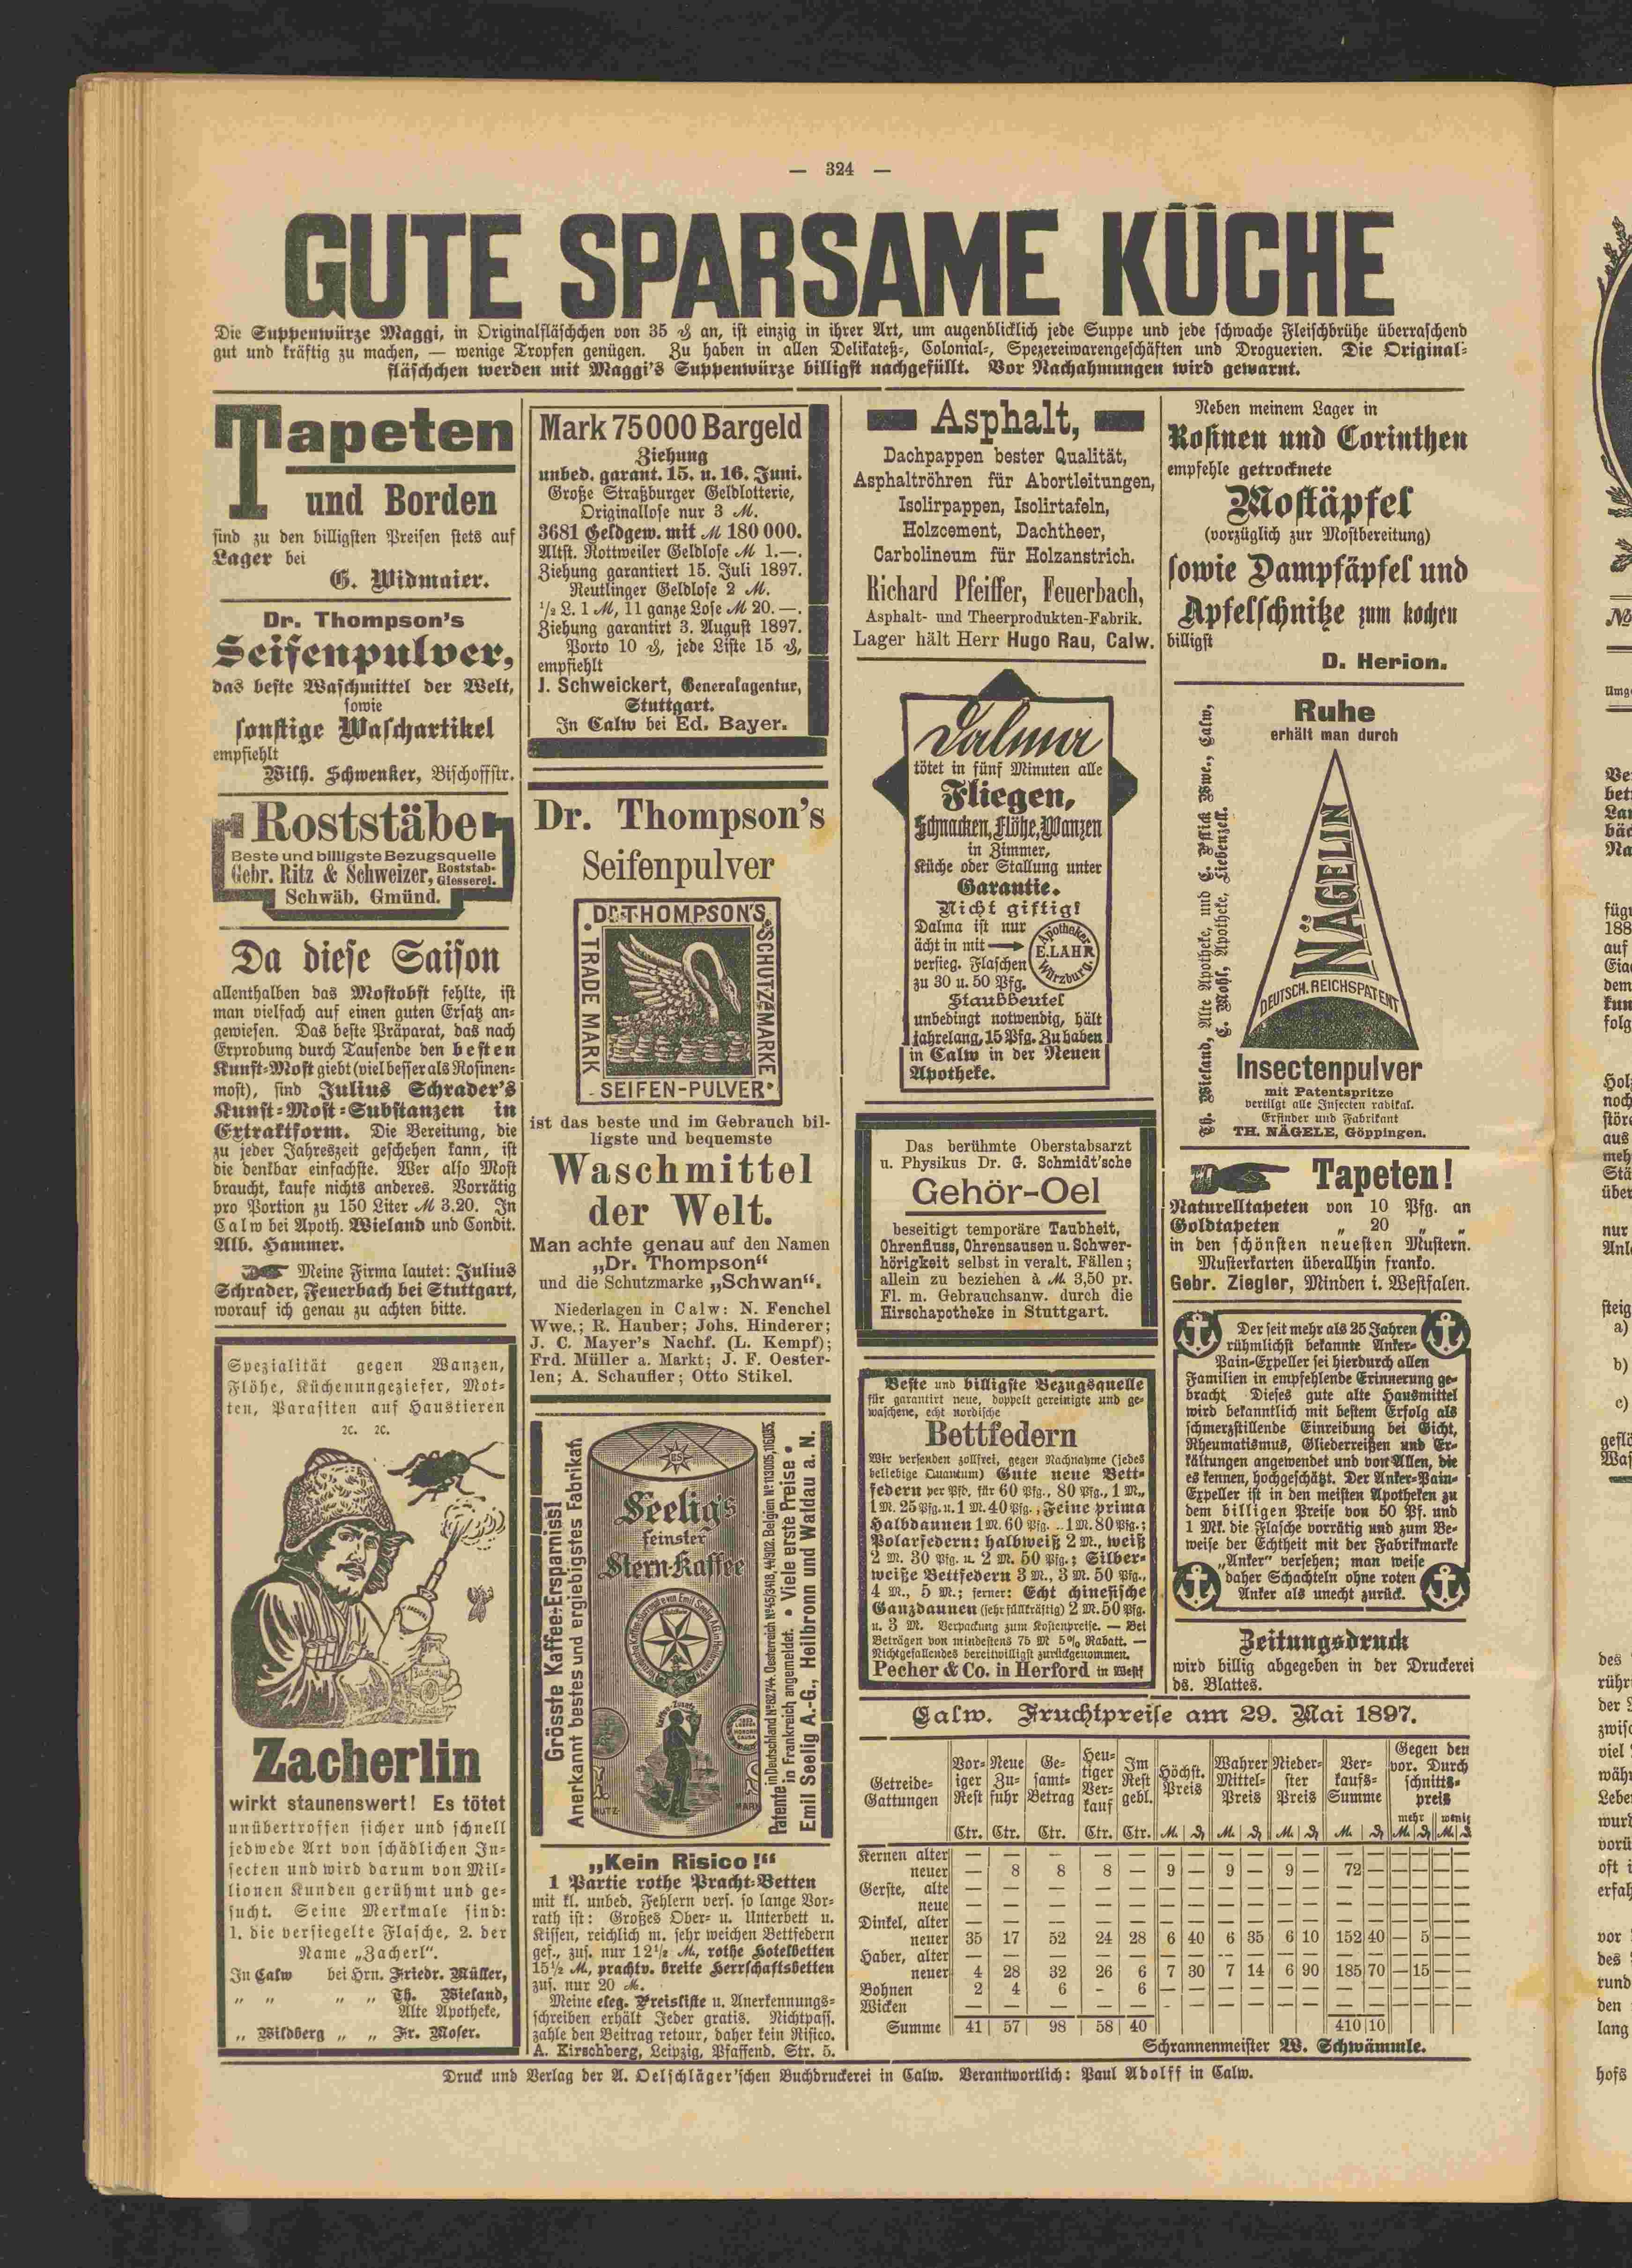 — 324 —
GUTE SPARSAME KÜCHE
Die Suppenwürze Maggi, in Originalfläschchen von 35 ₰ an, ist einzig in ihrer Art, um augenblicklich jede Suppe und jede schwache Fleischbrühe überraschend
gut und kräftig zu machen, — wenige Tropfen genügen. Zu haben in allen Delikateß-, Colonial-, Spezereiwarengeschäften und Droguerien. Die Original-
fläschchen werden mit Maggi's Suppenwürze billigst nachgefüllt. Vor Nachahmungen wird gewarnt.
Tapeten
und Borden
sind zu den billigsten Preisen stets auf
Lager bei
G. Widmaier.
Dr. Thompson's
Seifenpulver,
das beste Waschmittel der Welt,
sowie
sonstige Waschartikel
empfiehlt
Wilh. Schwenker, Bischoffstr.
Roststäbe
Beste und billigste Bezugsquelle
Gebr. Ritz & Schweizer, Roststab-
Giesserei.
Schwäb. Gmünd.
Da diese Saison
allenthalben das Mostobst fehlte, ist
man vielfach auf einen guten Ersatz an-
gewiesen. Das beste Präparat, das nach
Erprobung durch Tausende den besten
Kunst-Most giebt (viel besser als Rosinen-
most), sind Julius Schrader's
Kunst-Most-Substanzen in
Extraktform. Die Bereitung, die
zu jeder Jahreszeit geschehen kann, ist
die denkbar einfachste. Wer also Most
braucht, kaufe nichts anderes. Vorrätig
pro Portion zu 150 Liter ℳ 3.20. In
Calw bei Apoth. Wieland und Condit.
Alb. Hammer.
Meine Firma lautet: Julius
Schrader, Feuerbach bei Stuttgart,
worauf ich genau zu achten bitte.
Spezialität gegen Wanzen,
Flöhe, Küchenungeziefer, Mot-
ten, Parasiten auf Haustieren
ꝛc. ꝛc.
Zacherlin
wirkt staunenswert! Es tötet
unübertroffen sicher und schnell
jedwede Art von schädlichen In-
secten und wird darum von Mil-
lionen Kunden gerühmt und ge-
sucht. Seine Merkmale sind:
1. die versiegelte Flasche, 2. der
Name „Zacherl".
In Calw bei Hrn. Friedr. Müller,
„ „ „ „ Th. Wieland,
Alte Apotheke,
„ Wildberg „ „ Fr. Moser.
Mark 75000 Bargeld
Ziehung
unbed. garant. 15. u. 16. Juni.
Große Straßburger Geldlotterie,
Originallose nur 3 ℳ.
3681 Geldgew. mit ℳ 180 000.
Altst. Rottweiler Geldlose ℳ 1.—.
Ziehung garantiert 15. Juli 1897.
Reutlinger Geldlose 2 ℳ.
1/2 L. 1 ℳ, 11 ganze Lose ℳ 20.—.
Ziehung garantirt 3. August 1897.
Porto 10 ₰, jede Liste 15 ₰,
empfiehlt
J. Schweickert, Generalagentur,
Stuttgart.
In Calw bei Ed. Bayer.
Dr. Thompson's
Seifenpulver
DR. THOMPSON'S
TRADE MARK
SCHUTZ-MARKE
SEIFEN-PULVER
ist das beste und im Gebrauch bil-
ligste und bequemste
Waschmittel
der Welt.
Man achte genau auf den Namen
„Dr. Thompson"
und die Schutzmarke „Schwan".
Niederlagen in Calw: N. Fenchel
Wwe.; R. Hauber; Johs. Hinderer;
J. C. Mayer's Nachf. (L. Kempf);
Frd. Müller a. Markt; J. F. Oester-
len; A. Schaufler; Otto Stikel.
Grösste Kaffee-Ersparniss!
Anerkannt bestes und ergiebigstes Fabrikat
Seelig's
feinster
Stern-Kaffee
Patente in Deutschland No 82744. Oesterreich No 45/3418, 44/902. Belgien No 113005, 116035,
in Frankreich angemeldet. • Viele erste Preise •
Emil Seelig A.-G., Heilbronn und Waldau a. N.
„Kein Risico!"
1 Partie rothe Pracht-Betten
mit kl. unbed. Fehlern vers. so lange Vor-
rath ist: Großes Ober- u. Unterbett u.
Kissen, reichlich m. sehr weichen Bettfedern
gef., zus. nur 12 1/2 ℳ, rothe Hotelbetten
15 1/2 ℳ, prachtv. breite Herrschaftsbetten
zus. nur 20 ℳ.
Meine eleg. Preisliste u. Anerkennungs-
schreiben erhält Jeder gratis. Nichtpass.
zahle den Beitrag retour, daher kein Risico.
A. Kirschberg, Leipzig, Pfaffend. Str. 5.
Asphalt,
Dachpappen bester Qualität,
Asphaltröhren für Abortleitungen,
Isolirpappen, Isolirtafeln,
Holzcement, Dachtheer,
Carbolineum für Holzanstrich.
Richard Pfeiffer, Feuerbach,
Asphalt- und Theerprodukten-Fabrik.
Lager hält Herr Hugo Rau, Calw.
Dalma
tötet in fünf Minuten alle
Fliegen,
Schnacken, Flöhe, Wanzen
in Zimmer,
Küche oder Stallung unter
Garantie.
Nicht giftig!
Dalma ist nur
ächt in mit
versieg. Flaschen
zu 30 u. 50 Pfg.
Apotheker
E. LAHR
Würzburg.
Staubbeutel
unbedingt notwendig, hält
jahrelang, 15 Pfg. Zu haben
in Calw in der Neuen
Apotheke.
Das berühmte Oberstabsarzt
u. Physikus Dr. G. Schmidt'sche
Gehör-Oel
beseitigt temporäre Taubheit,
Ohrenfluss, Ohrensausen u. Schwer-
hörigkeit selbst in veralt. Fällen;
allein zu beziehen à ℳ 3,50 pr.
Fl. m. Gebrauchsanw. durch die
Hirschapotheke in Stuttgart.
Beste und billigste Bezugsquelle
für garantirt neue, doppelt gereinigte und ge-
waschene, echt nordische
Bettfedern
Wir versenden zollfrei, gegen Nachnahme (jedes
beliebige Quantum) Gute neue Bett-
federn per Pfd. für 60 Pfg., 80 Pfg., 1 M.,
1 M. 25 Pfg. u. 1 M. 40 Pfg.; Feine prima
Halbdaunen 1 M. 60 Pfg. .. 1 M. 80 Pfg.;
Polarfedern: halbweiß 2 M., weiß
2 M. 30 Pfg. u. 2 M. 50 Pfg.; Silber-
weiße Bettfedern 3 M., 3 M. 50 Pfg.,
4 M., 5 M.; ferner: Echt chinesische
Ganzdaunen (sehr füllkräftig) 2 M. 50 Pfg.
u. 3 M. Verpackung zum Kostenpreise. — Bei
Beträgen von mindestens 75 M 5% Rabatt. —
Nichtgefallendes bereitwilligst zurückgenommen.
Pecher & Co. in Herford in Westf
Neben meinem Lager in
Rosinen und Corinthen
empfehle getrocknete
Mostäpfel
(vorzüglich zur Mostbereitung)
sowie Dampfäpfel und
Apfelschnitze zum kochen
billigst
D. Herion.
Th. Wieland, Alte Apotheke, und E. Pfick Wwe., Calw,
C. Mohl, Apotheke, Liebenzell.
Ruhe
erhält man durch
NÄGELIN
DEUTSCH. REICHSPATENT
Insectenpulver
mit Patentspritze
vertilgt alle Insecten radikal.
Erfinder und Fabrikant
TH. NÄGELE, Göppingen.
Tapeten!
Naturelltapeten von 10 Pfg. an
Goldtapeten „ 20 „ „
in den schönsten neuesten Mustern.
Musterkarten überallhin franko.
Gebr. Ziegler, Minden i. Westfalen.
Der seit mehr als 25 Jahren
rühmlichst bekannte Anker-
Pain-Expeller sei hierdurch allen
Familien in empfehlende Erinnerung ge-
bracht. Dieses gute alte Hausmittel
wird bekanntlich mit bestem Erfolg als
schmerzstillende Einreibung bei Gicht,
Rheumatismus, Gliederreißen und Er-
kältungen angewendet und von Allen, die
es kennen, hochgeschätzt. Der Anker-Pain-
Expeller ist in den meisten Apotheken zu
dem billigen Preise von 50 Pf. und
1 Mk. die Flasche vorrätig und zum Be-
weise der Echtheit mit der Fabrikmarke
„Anker" versehen; man weise
daher Schachteln ohne roten
Anker als unecht zurück.
Zeitungsdruck
wird billig abgegeben in der Druckerei
ds. Blattes.
Calw. Fruchtpreise am 29. Mai 1897.
Getreide-Gattungen | Vor-iger Rest | Neue Zu-fuhr | Ge-samt-Betrag | Heu-tiger Ver-kauf | Im Rest gebl. | Höchst. Preis | Wahrer Mittel-Preis | Nieder-ster Preis | Ver-kaufs-Summe | Gegen den vor. Durch schnitts-preis
mehr | wenig
Ctr. | Ctr. | Ctr. | Ctr. | Ctr. | ℳ ₰ | ℳ ₰ | ℳ ₰ | ℳ ₰ | ℳ ₰ | ℳ ₰
Kernen alter — — — — — — — — — — — — — — — — —
neuer — 8 8 8 — 9 — 9 — 9 — 72 — — — — —
Gerste, alte — — — — — — — — — — — — — — — — —
neue — — — — — — — — — — — — — — — — —
Dinkel, alter — — — — — — — — — — — — — — — — —
neuer 35 17 52 24 28 6 40 6 35 6 10 152 40 — 5 — —
Haber, alter — — — — — — — — — — — — — — — — —
neuer 4 28 32 26 6 7 30 7 14 6 90 185 70 — 15 — —
Bohnen 2 4 6 - 6 — — — — — — — — — — — —
Wicken — — — — — - — — — — — — — — — — —
Summe 41 57 98 58 40 410 10
Schrannenmeister W. Schwämmle.
Druck und Verlag der A. Oelschläger'schen Buchdruckerei in Calw. Verantwortlich: Paul Adolff in Calw.